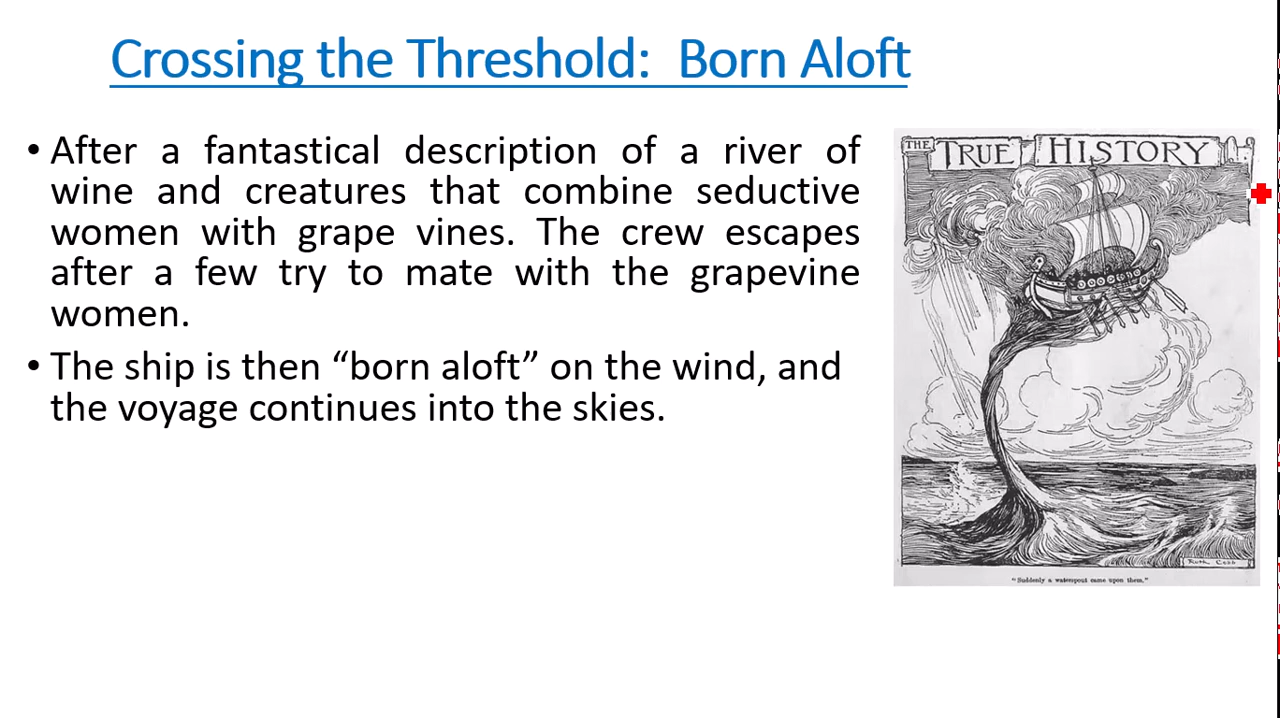 Crossing the Threshold: Born Aloft
• After a fantastical description of a river of
wine and creatures that combine seductive
women with grape vines. The crew escapes
after a few try to mate with the grapevine
women.
• The ship is then “born aloft” on the wind, and
the voyage continues into the skies.
THE TRUE HISTORY
Ruth Cobb
"Suddenly a waterspout came upon them."